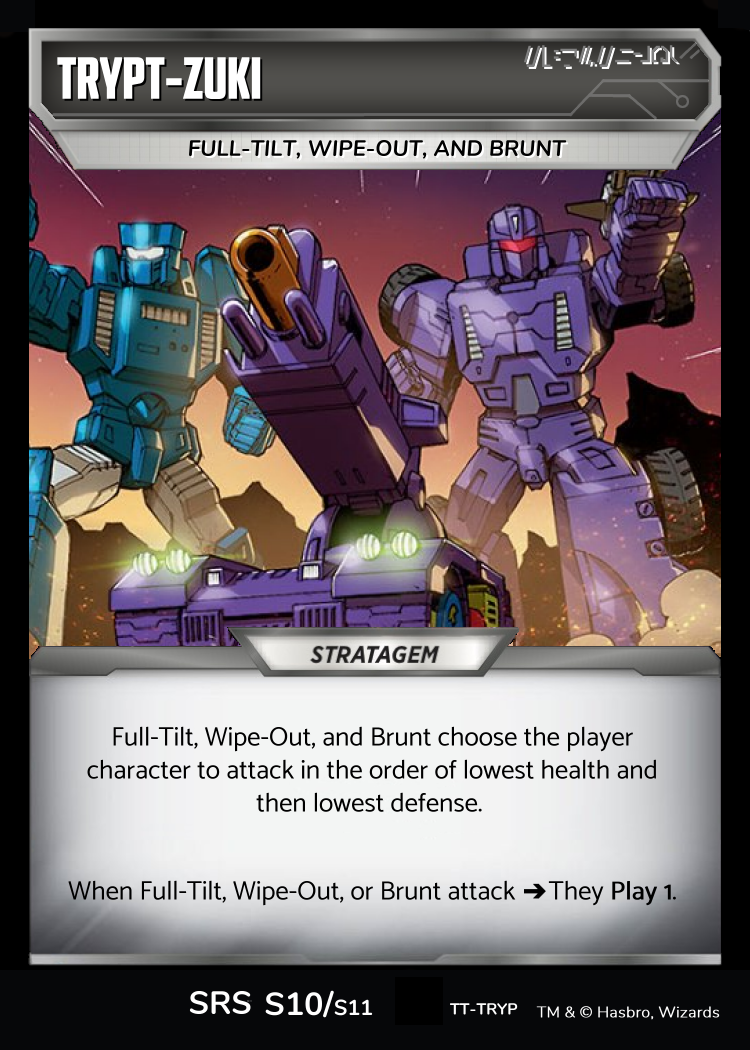 TRYPT-ZUKI
FULL-TILT, WIPE-OUT, AND BRUNT
STRATAGEM
Full-Tilt, Wipe-Out, and Brunt choose the player
character to attack in the order of lowest health and
then lowest defense.
When Full-Tilt, Wipe-Out, or Brunt attack ➔They Play 1.
SRS S10/S11 TT-TRYP TM & © Hasbro, Wizards